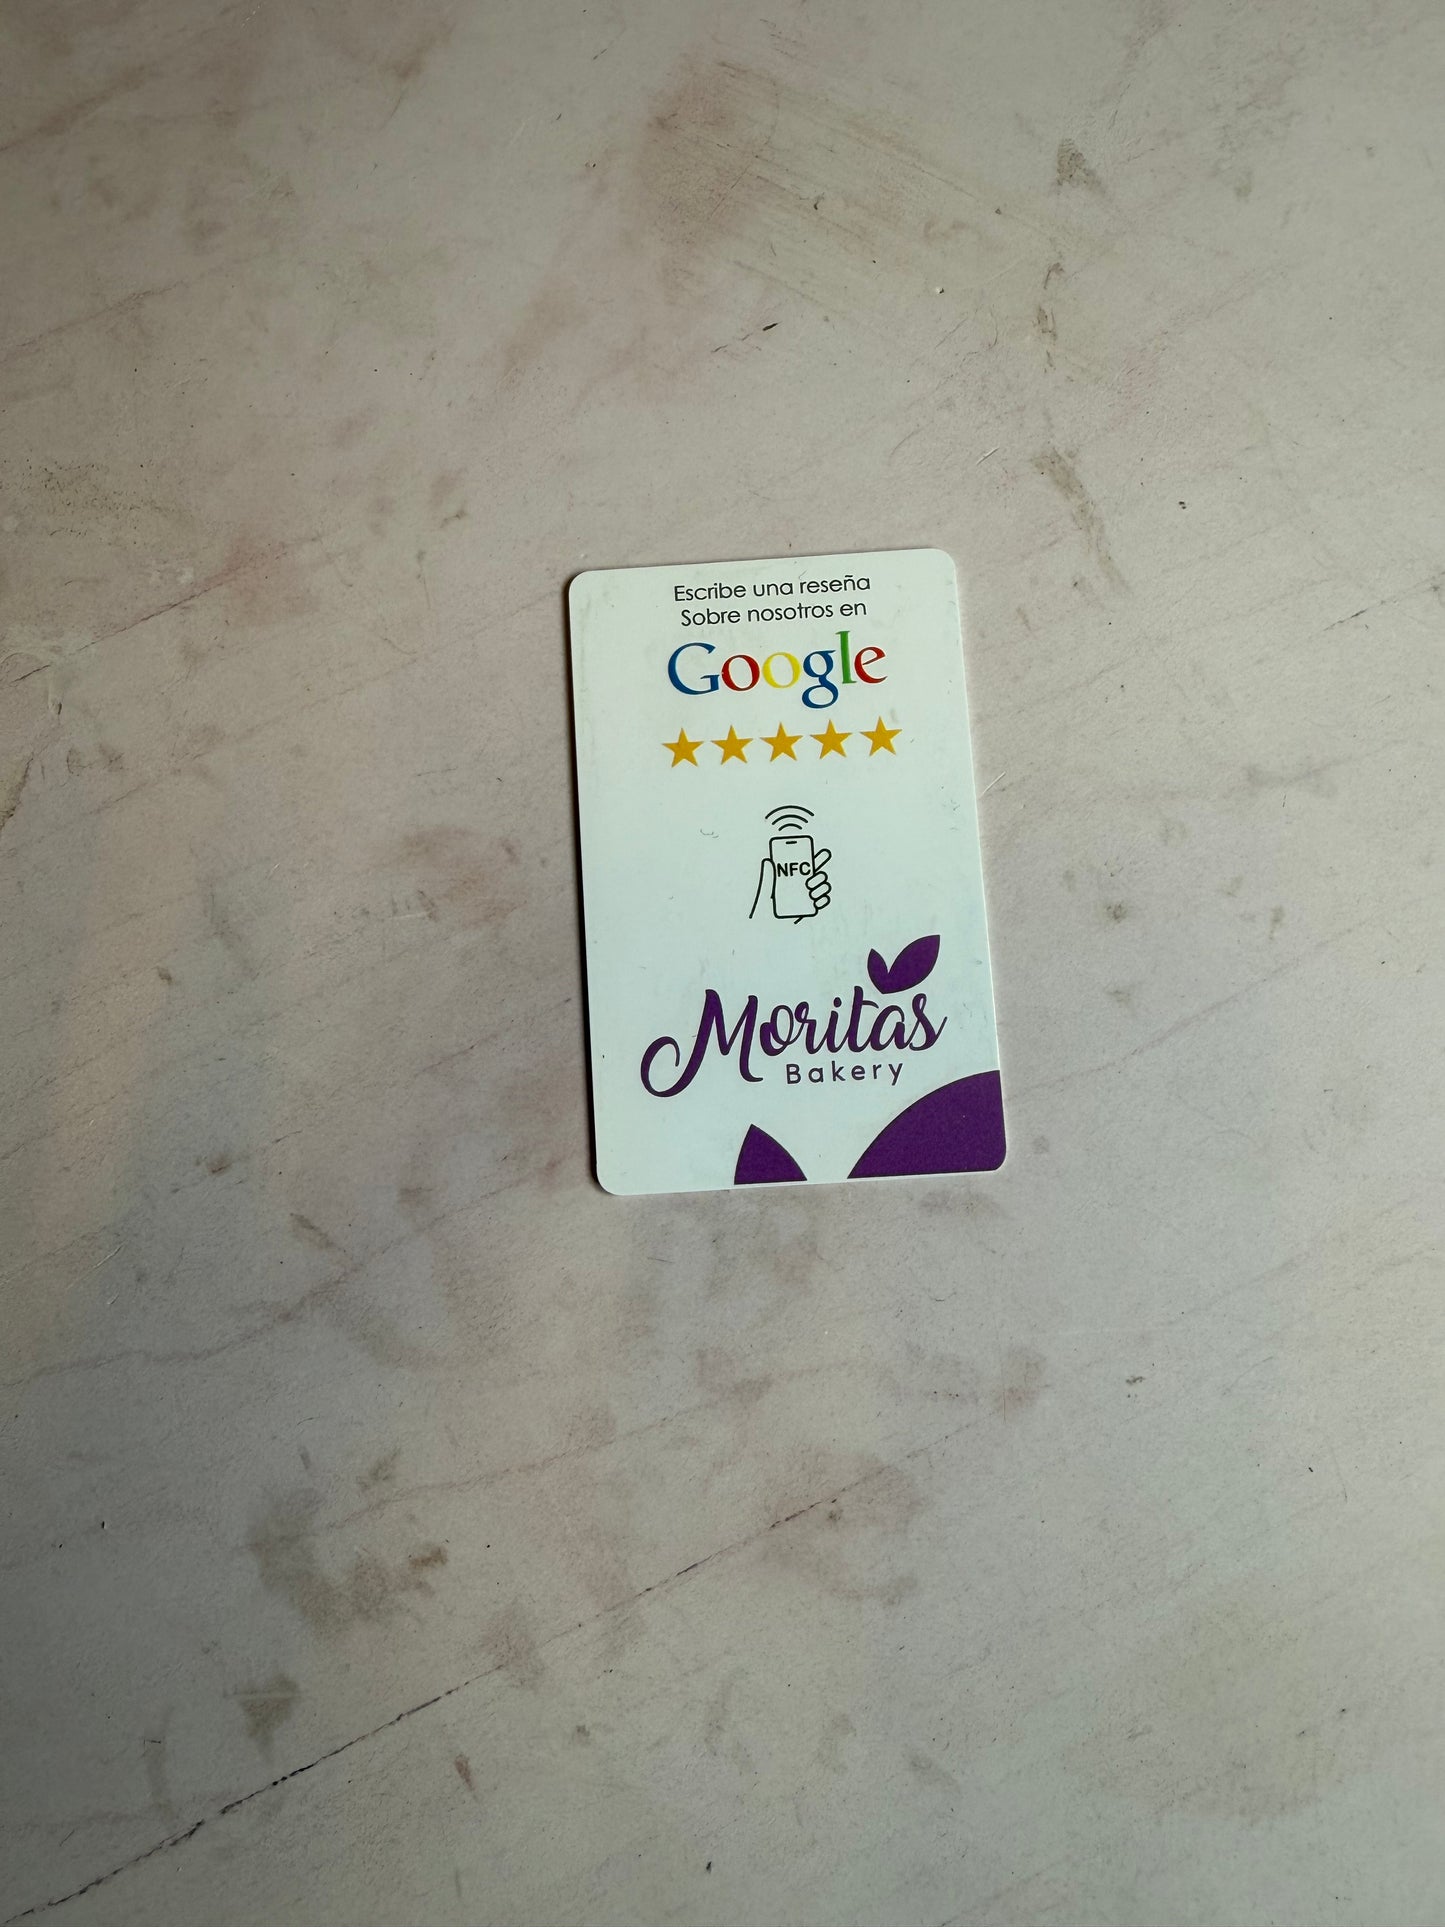 Escribe una reseña
Sobre nosotros en
Google
NFC
Moritas
Bakery